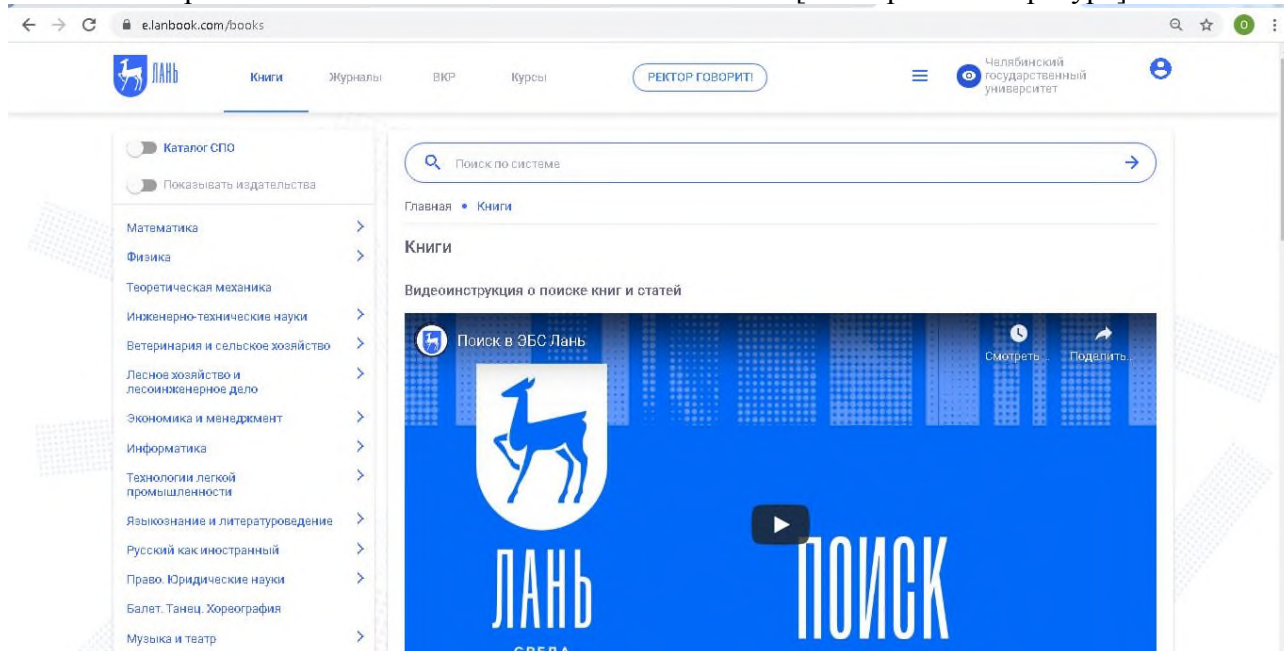 e.lanbook.com/books
О
ЛАНЬ
Книги
Журналы
ВКР
Курсы
РЕКТОР ГОВОРИТ!
Челябинский
государственный
университет
Каталог СПО
Показывать издательства
Математика
Физика
Теоретическая механика
Инженерно-технические науки
Ветеринария и сельское хозяйство
Лесное хозяйство и
лесоинженерное дело
Экономика и менеджмент
Информатика
Технологии легкой
промышленности
Языкознание и литературоведение
Русский как иностранный
Право. Юридические науки
Балет. Танец. Хореография
Музыка и театр
Поиск по системе
Главная • Книги
Книги
Видеоинструкция о поиске книг и статей
Поиск в ЭБС Лань
Смотреть...
Поделить...
ЛАНЬ
ПОИСК